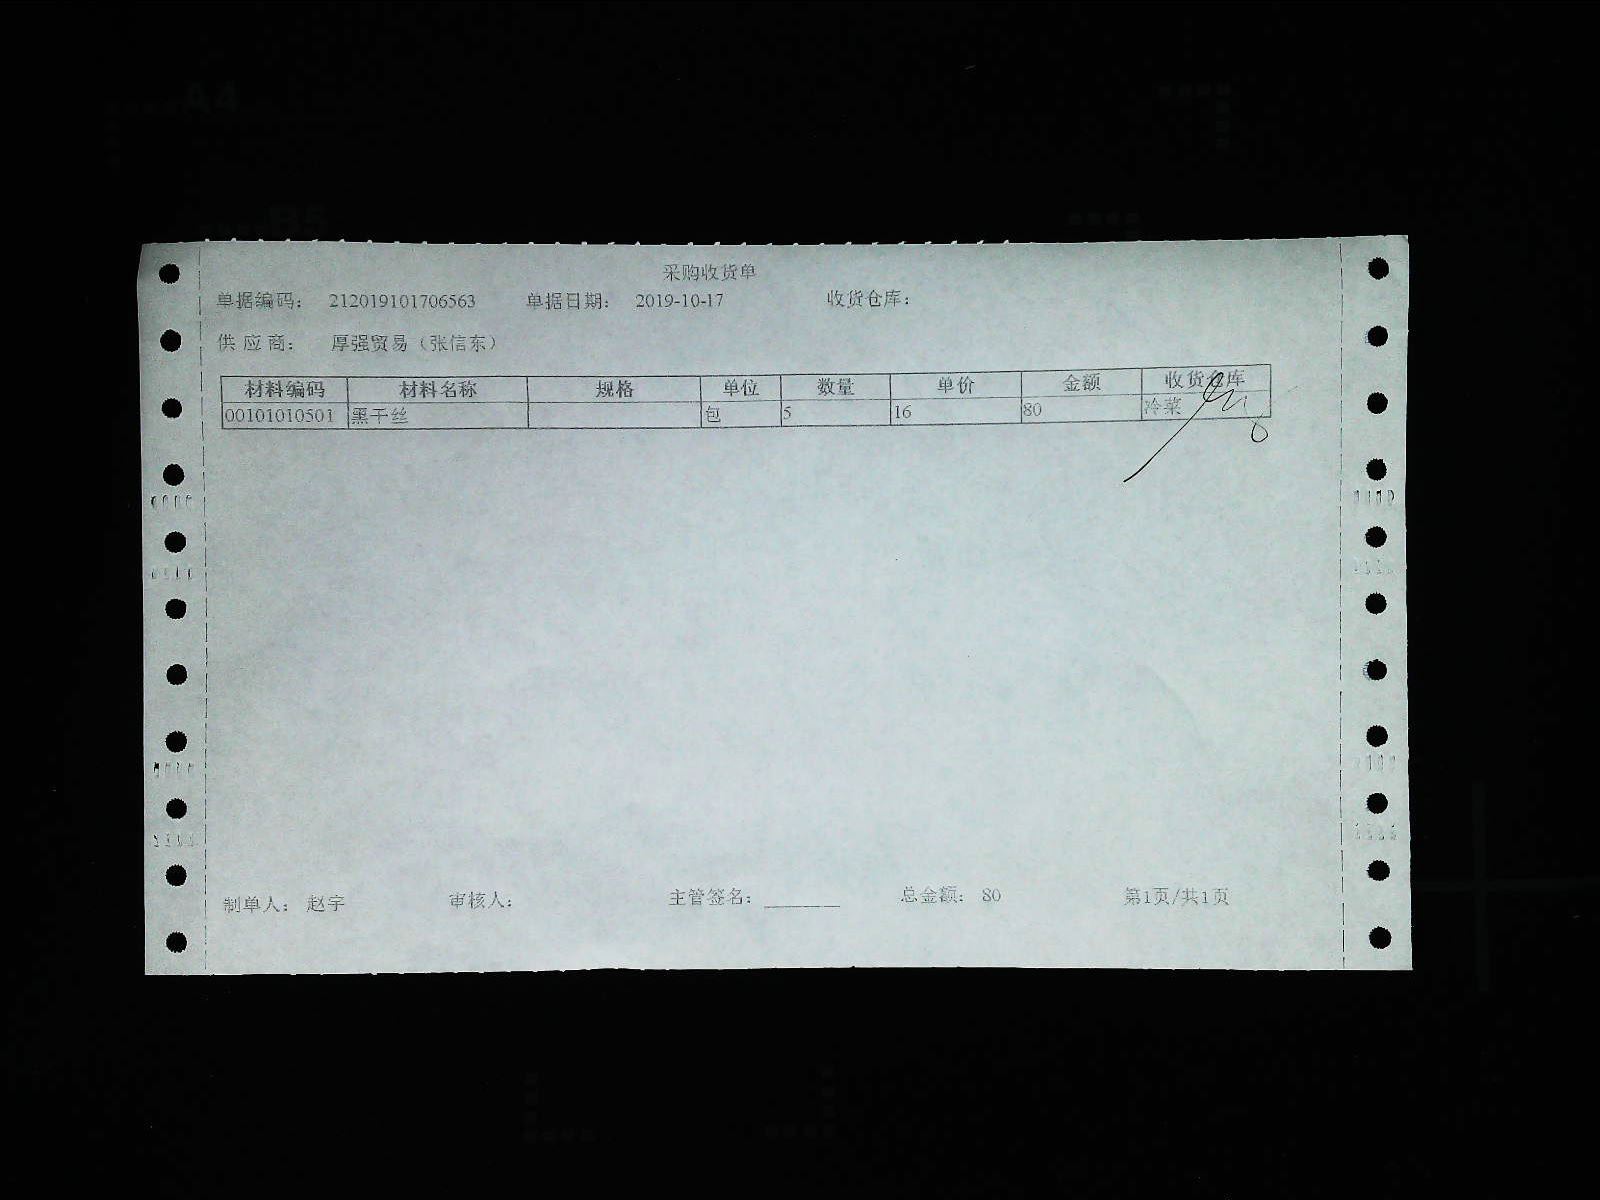 采购收货单
单据编码： 212019101706563 单据日期： 2019-10-17 收货仓库：
供 应 商： 厚强贸易（张信东）
材料编码 材料名称 规格 单位 数量 单价 金额 收货仓库
00101010501 黑干丝 包 5 16 80 冷菜
制单人： 赵宇 审核人： 主管签名： ________ 总金额： 80 第1页/共1页